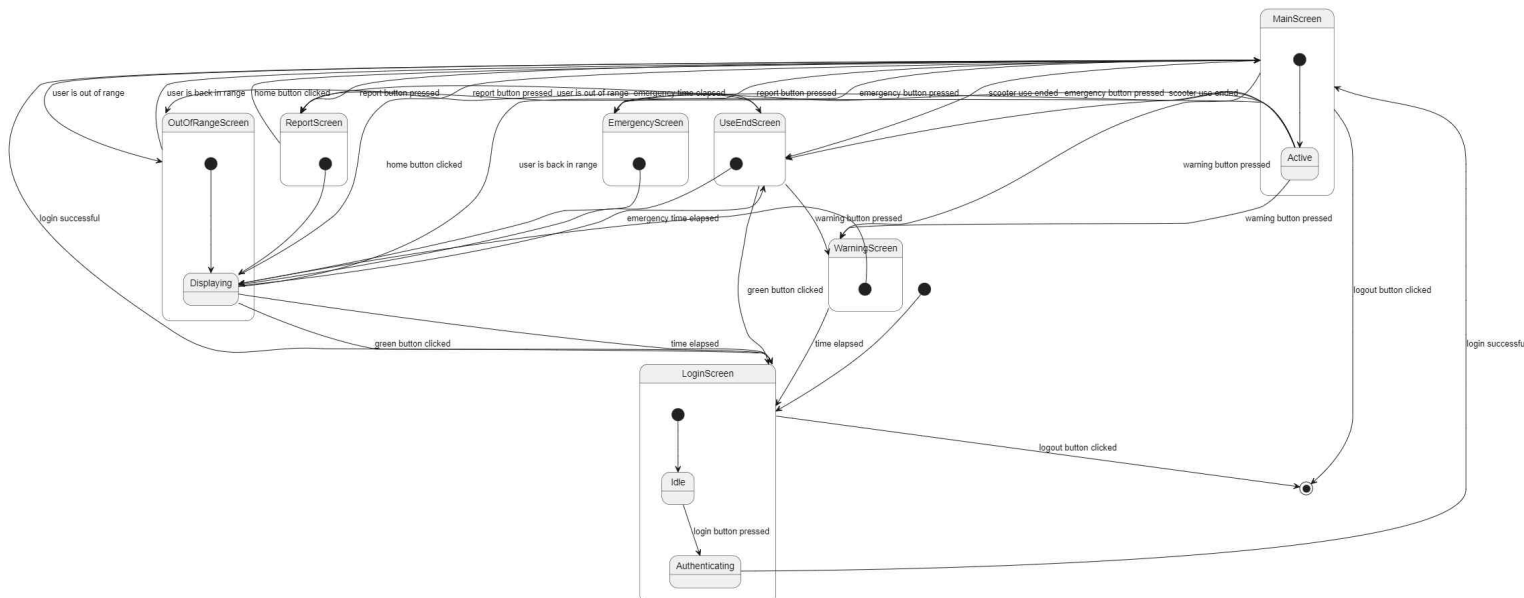 MainScreen
user is out of range
user is back in range
home button clicked
report button pressed
report button pressed
user is out of range
emergency time elapsed
report button pressed
emergency button pressed
scooter use ended
emergency button pressed
scooter use ended
OutOfRangeScreen
ReportScreen
EmergencyScreen
UseEndScreen
Active
home button clicked
user is back in range
warning button pressed
login successful
emergency time elapsed
warning button pressed
warning button pressed
WarningScreen
Displaying
green button clicked
logout button clicked
green button clicked
time elapsed
time elapsed
login successful
LoginScreen
logout button clicked
Idle
login button pressed
Authenticating